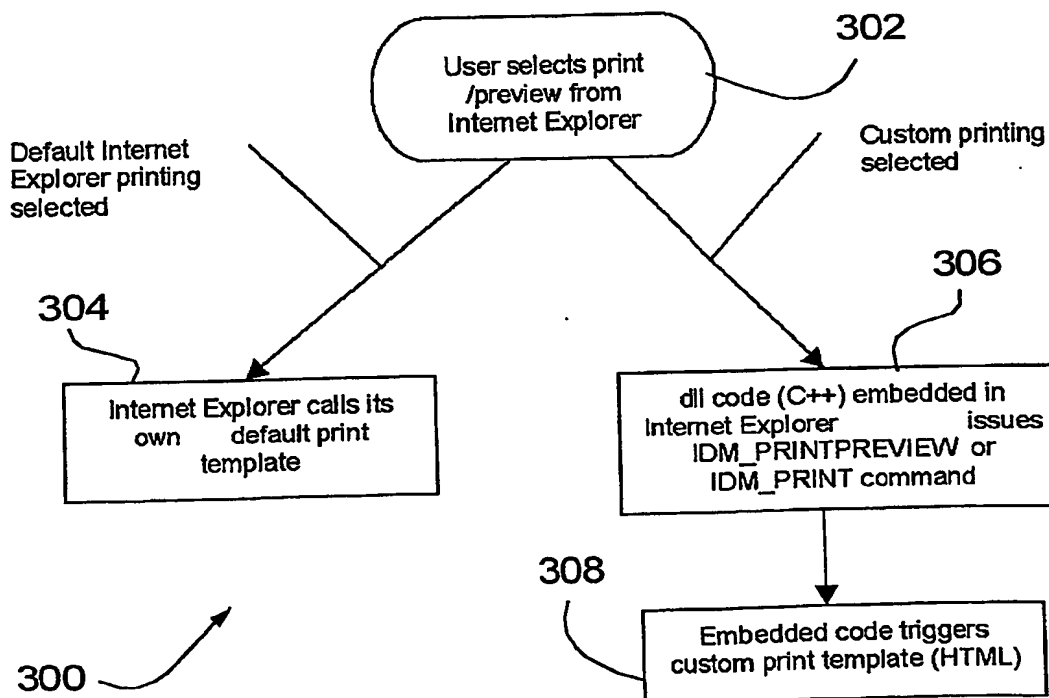 302
User selects print
/preview from
Internet Explorer
Default Internet
Explorer printing
selected
Custom printing
selected
306
304
Internet Explorer calls its
own default print
template
dll code (C++) embedded in
Internet Explorer issues
IDM_PRINTPREVIEW or
IDM_PRINT command
308
Embedded code triggers
custom print template (HTML)
300